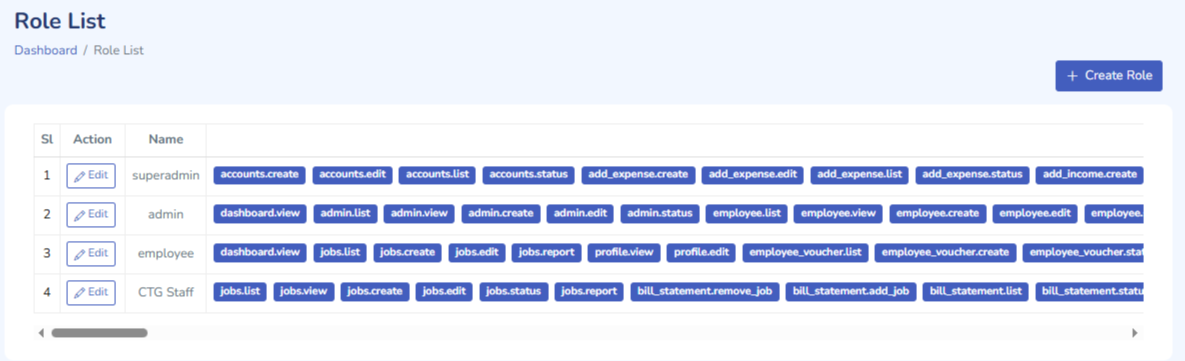 Role List
Dashboard / Role List
+ Create Role
Sl Action Name
1 Edit superadmin accounts.create accounts.edit accounts.list accounts.status add_expense.create add_expense.edit add_expense.list add_expense.status add_income.create
2 Edit admin dashboard.view admin.list admin.view admin.create admin.edit admin.status employee.list employee.view employee.create employee.edit employee.
3 Edit employee dashboard.view jobs.list jobs.create jobs.edit jobs.report profile.view profile.edit employee_voucher.list employee_voucher.create employee_voucher.stat
4 Edit CTG Staff jobs.list jobs.view jobs.create jobs.edit jobs.status jobs.report bill_statement.remove_job bill_statement.add_job bill_statement.list bill_statement.statu